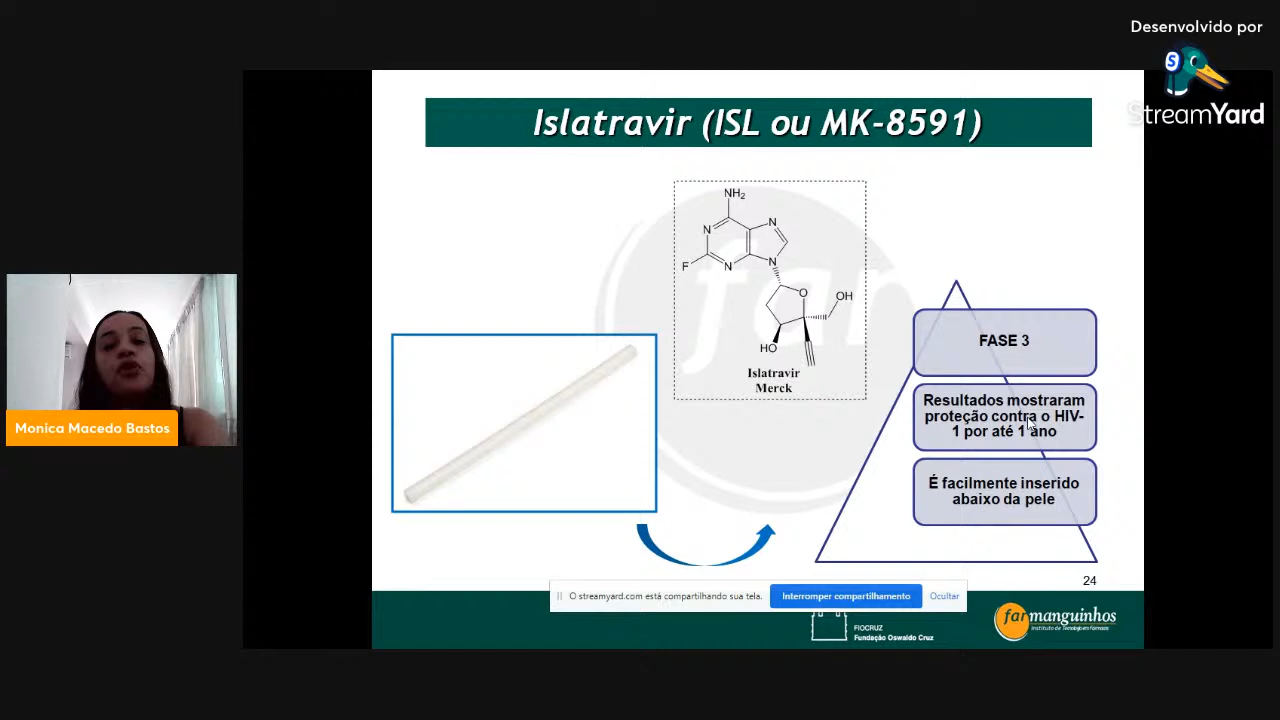 Desenvolvido por
StreamYard
Islatravir (ISL ou MK-8591)
NH2
N
N
N
N
F
O
OH
HO
Islatravir
Merck
FASE 3
Resultados mostraram
proteção contra o HIV-
1 por até 1 ano
É facilmente inserido
abaixo da pele
Monica Macedo Bastos
24
O streamyard.com está compartilhando sua tela.
Interromper compartilhamento
Ocultar
FIOCRUZ
Fundação Oswaldo Cruz
farmanguinhos
Instituto de Tecnologia em Fármacos